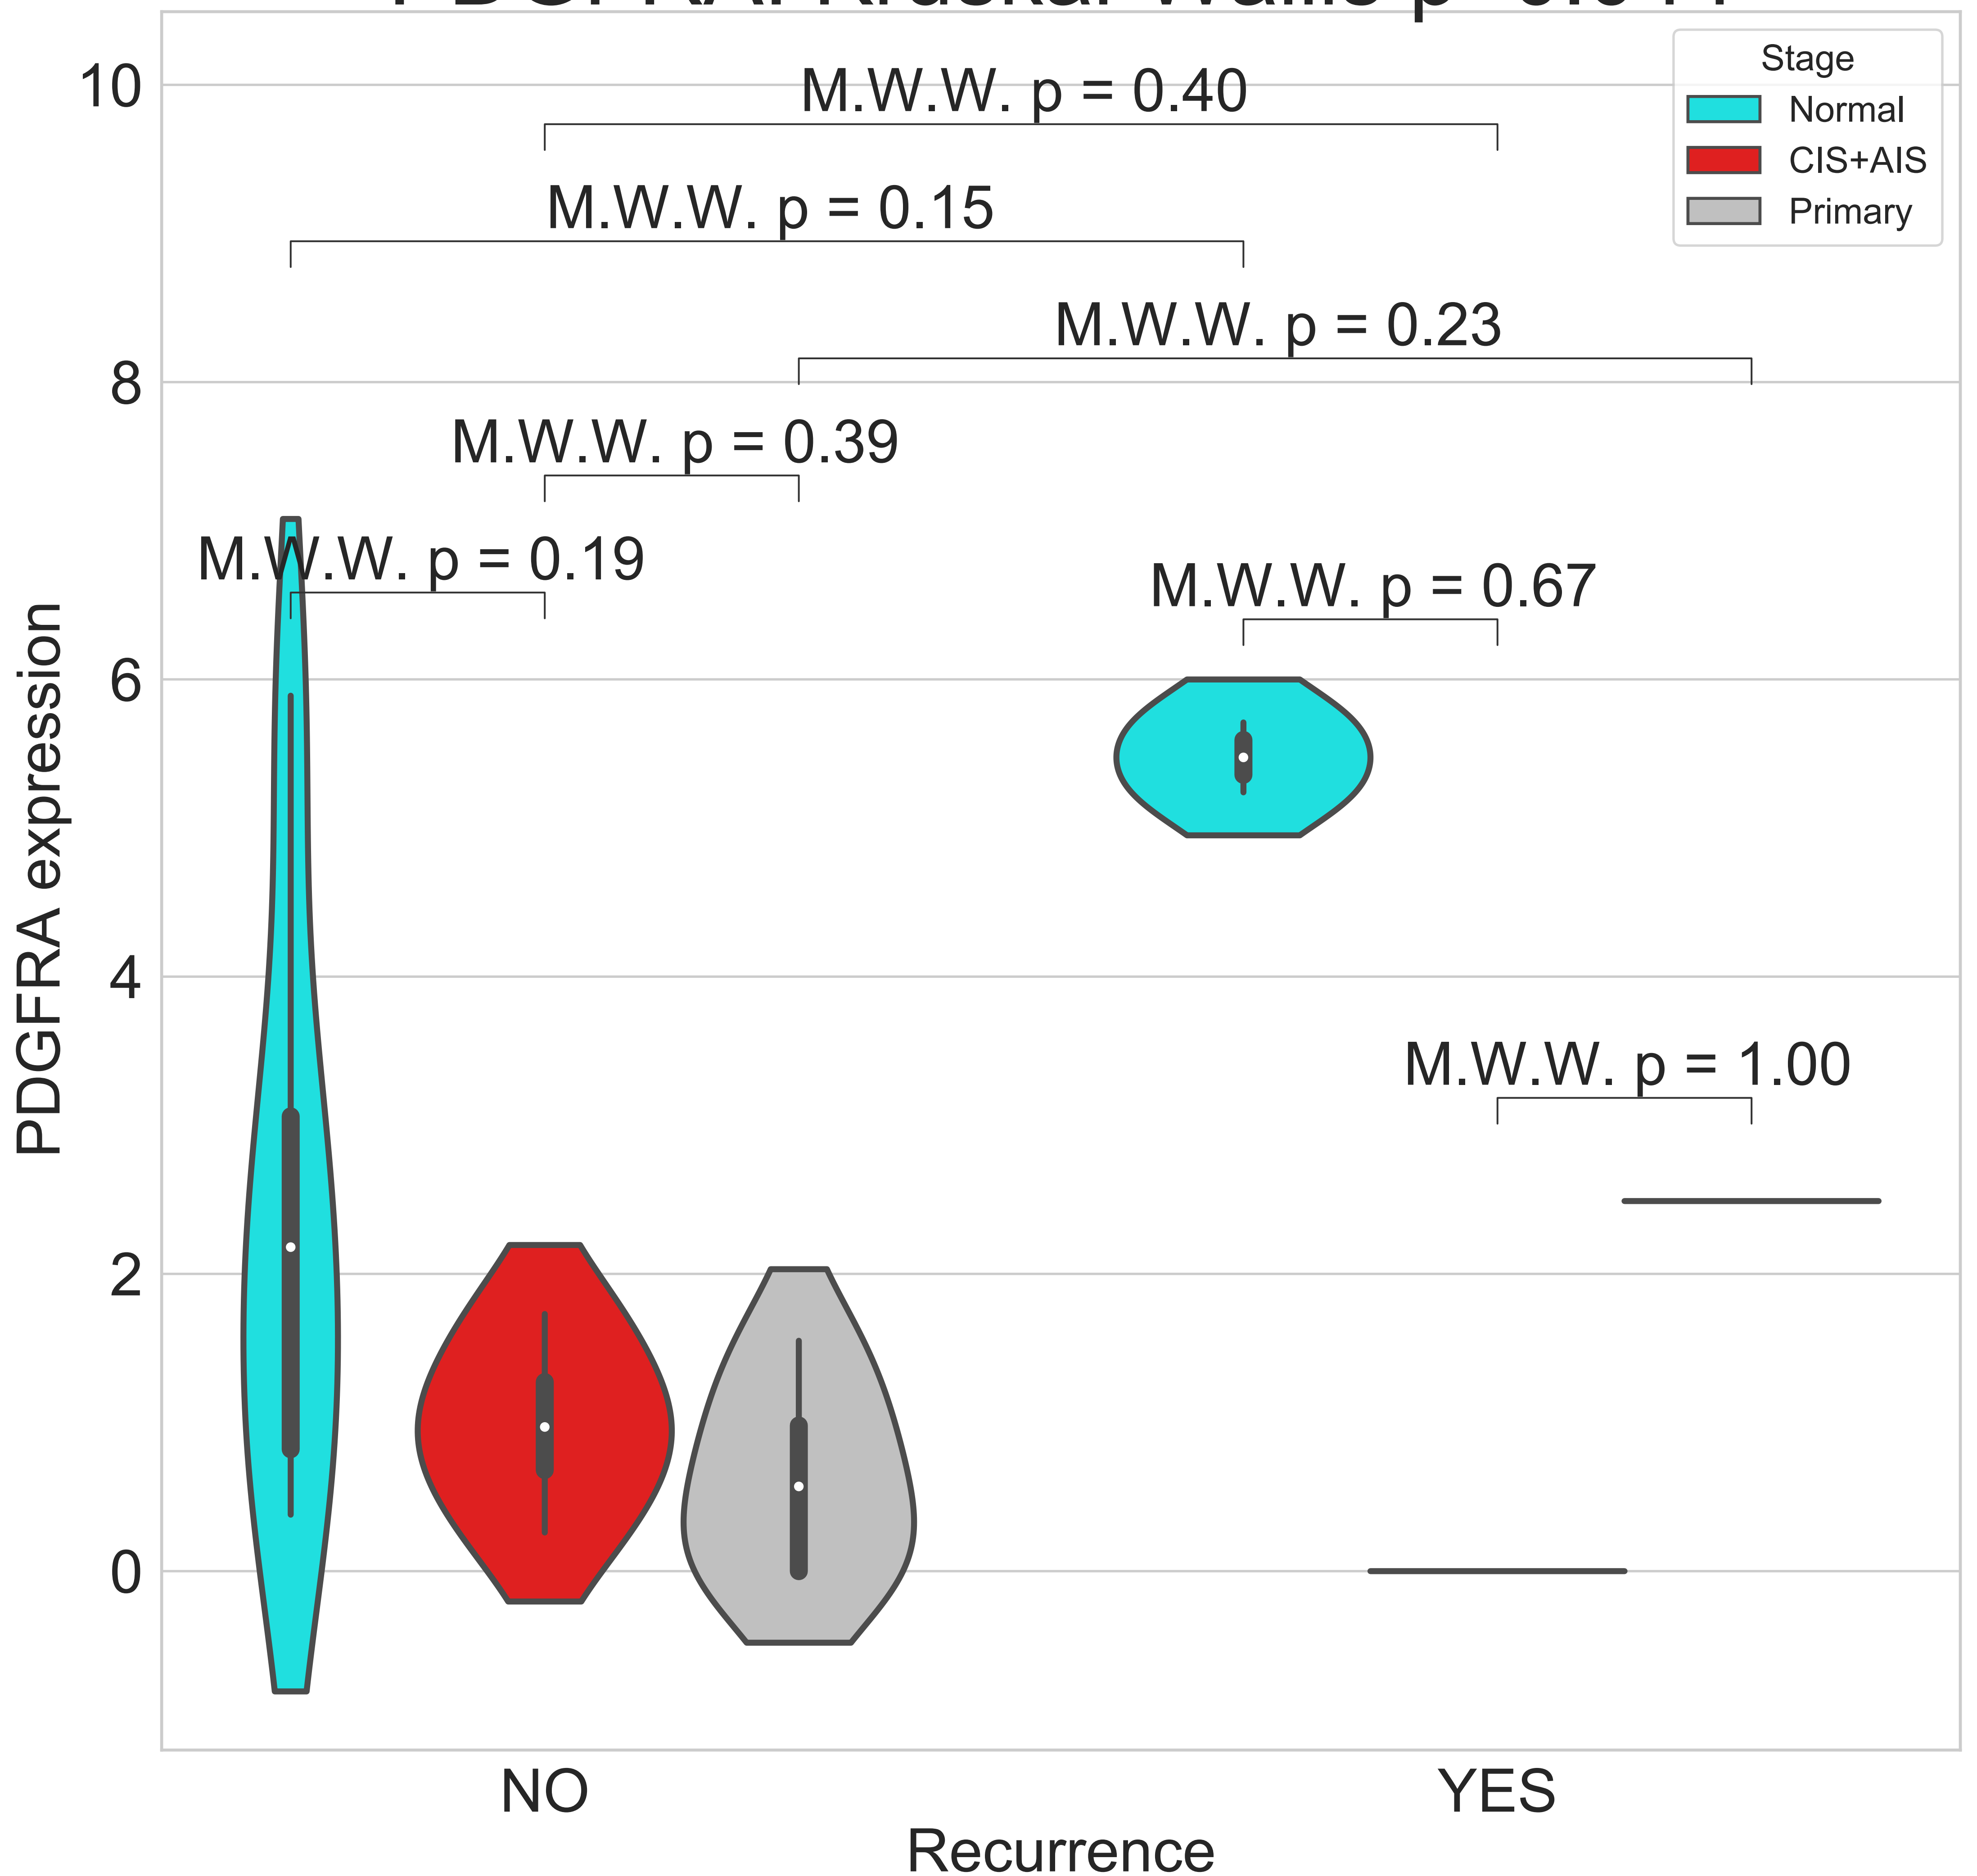 10
8
6
4
2
0
PDGFRA expression
M.W.W. p = 0.40
M.W.W. p = 0.15
M.W.W. p = 0.23
M.W.W. p = 0.39
M.W.W. p = 0.19
M.W.W. p = 0.67
M.W.W. p = 1.00
Stage
Normal
CIS+AIS
Primary
NO
YES
Recurrence